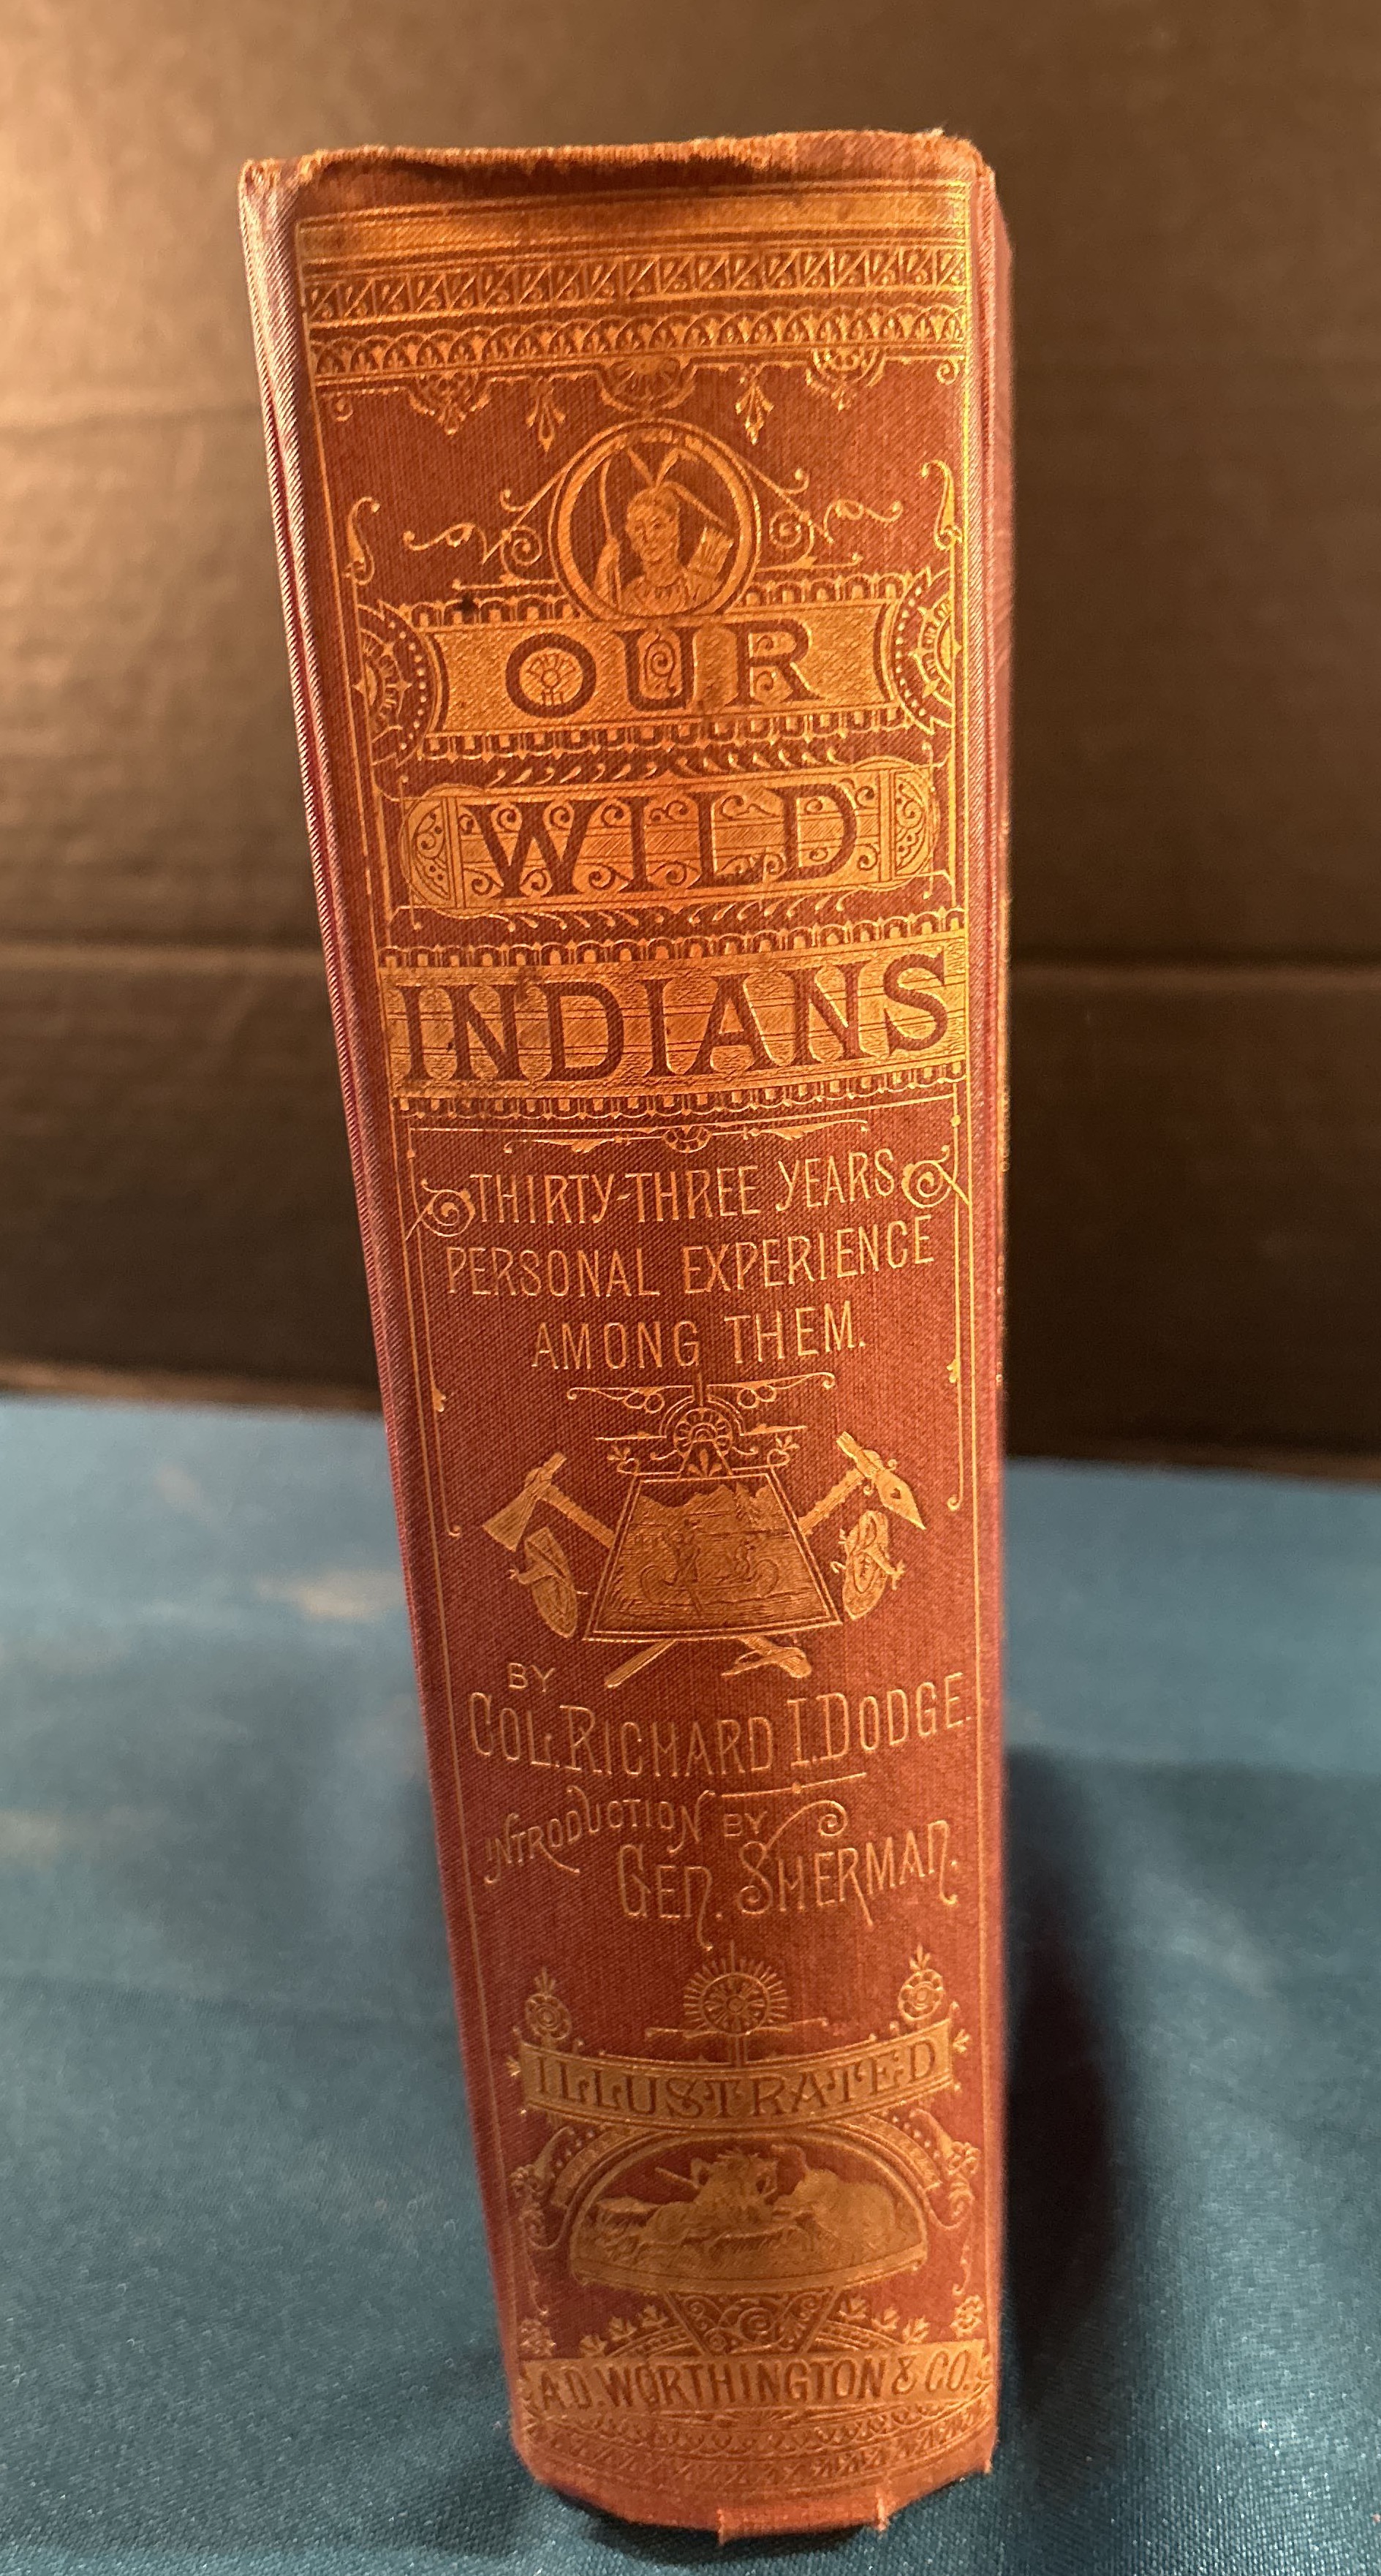 OUR
WILD
INDIANS
THIRTY-THREE YEARS
PERSONAL EXPERIENCE
AMONG THEM.
BY
COL. RICHARD I. DODGE.
INTRODUCTION BY
GEN. SHERMAN.
ILLUSTRATED
A.D. WORTHINGTON & CO.